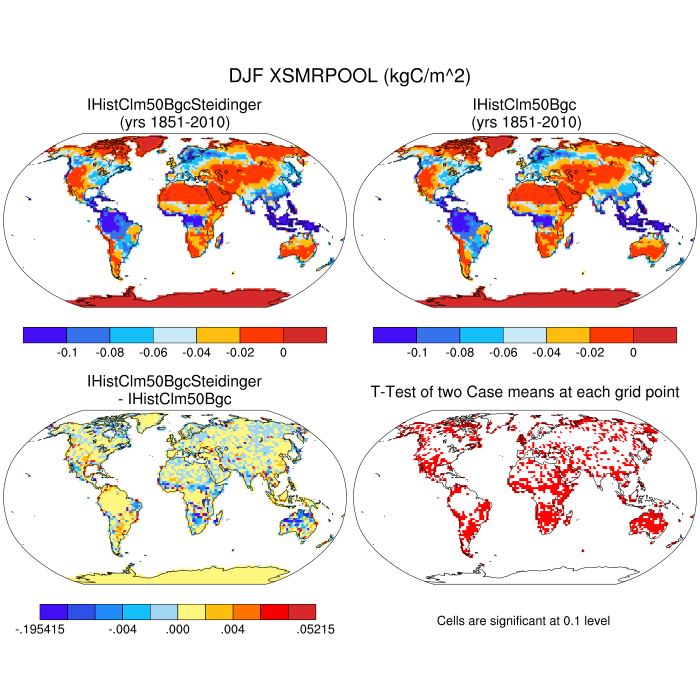 DJF XSMRPOOL (kgC/m^2)
IHistClm50BgcSteidinger
(yrs 1851-2010)
IHistClm50Bgc
(yrs 1851-2010)
-0.1 -0.08 -0.06 -0.04 -0.02 0
-0.1 -0.08 -0.06 -0.04 -0.02 0
IHistClm50BgcSteidinger
- IHistClm50Bgc
T-Test of two Case means at each grid point
-.195415 -.004 .000 .004 .05215
Cells are significant at 0.1 level